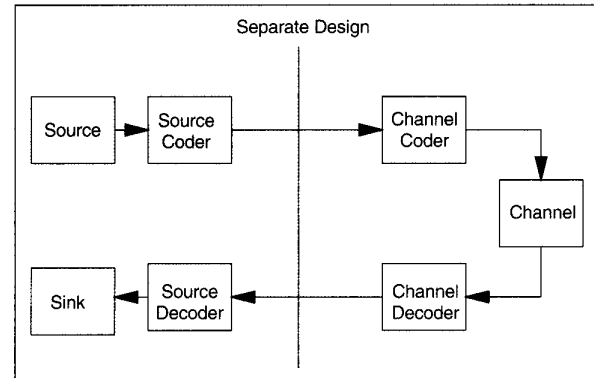 Separate Design
Source
Source
Coder
Channel
Coder
Channel
Sink
Source
Decoder
Channel
Decoder